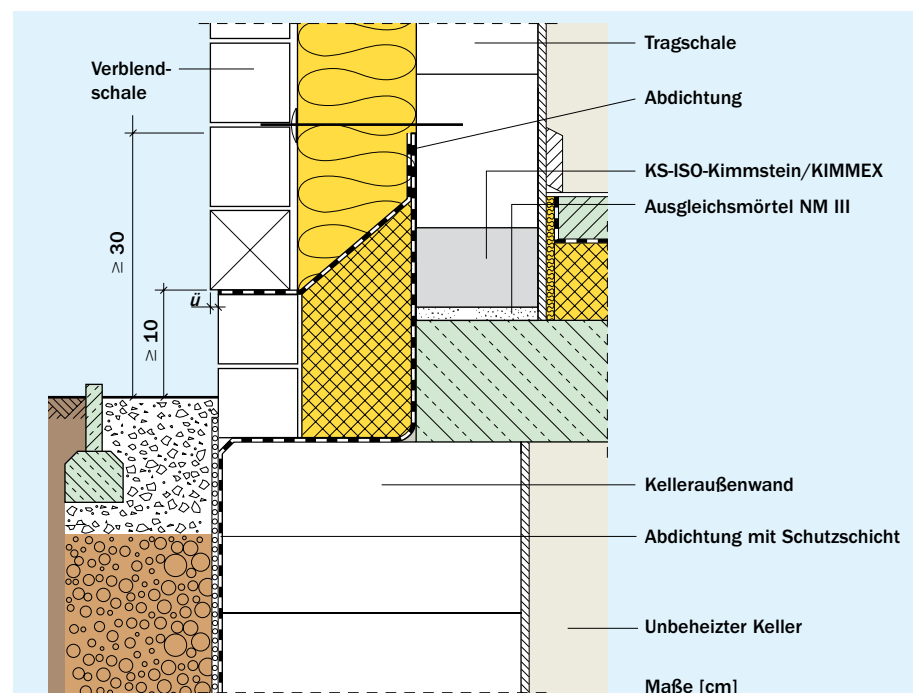 Verblend-
schale
Tragschale
Abdichtung
KS-ISO-Kimmstein/KIMMEX
Ausgleichsmörtel NM III
≥ 30
ü
≥ 10
Kelleraußenwand
Abdichtung mit Schutzschicht
Unbeheizter Keller
Maße [cm]